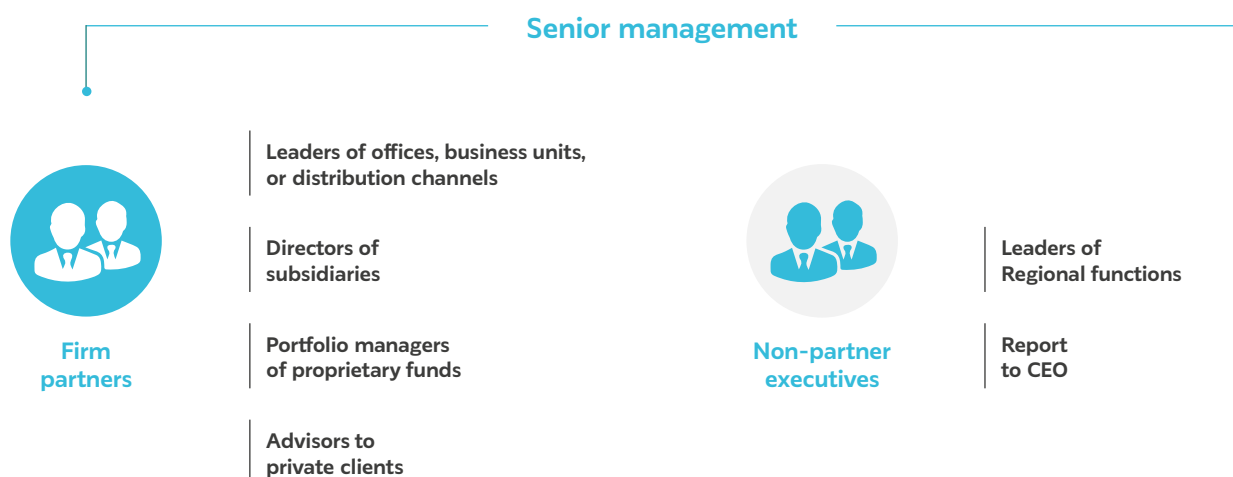 Senior management
Leaders of offices, business units,
or distribution channels
Directors of
subsidiaries
Portfolio managers
of proprietary funds
Advisors to
private clients
Firm
partners
Leaders of
Regional functions
Report
to CEO
Non-partner
executives